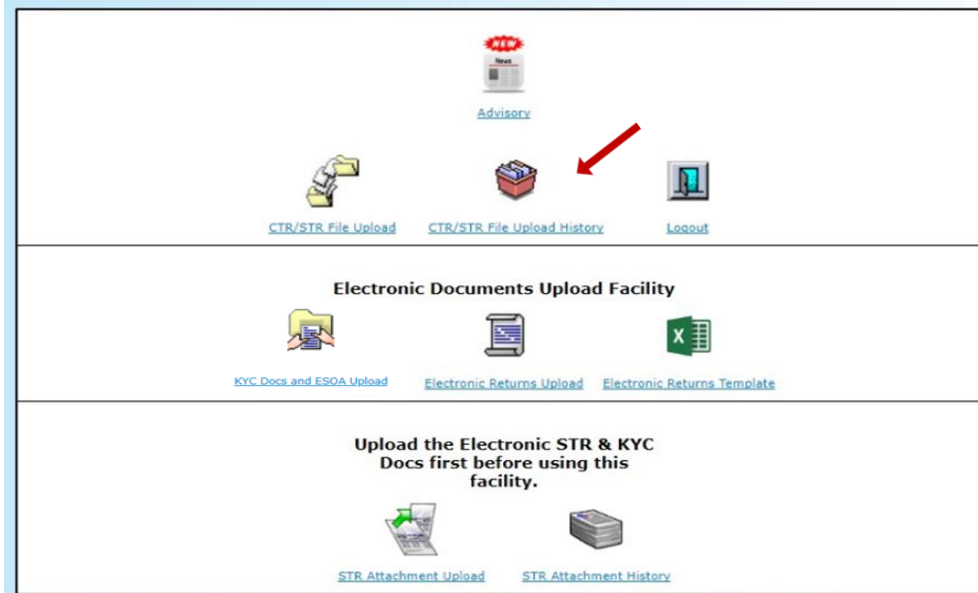 NEW
News
Advisory
CTR/STR File Upload CTR/STR File Upload History Logout
Electronic Documents Upload Facility
X
KYC Docs and ESOA Upload Electronic Returns Upload Electronic Returns Template
Upload the Electronic STR & KYC
Docs first before using this
facility.
STR Attachment Upload STR Attachment History